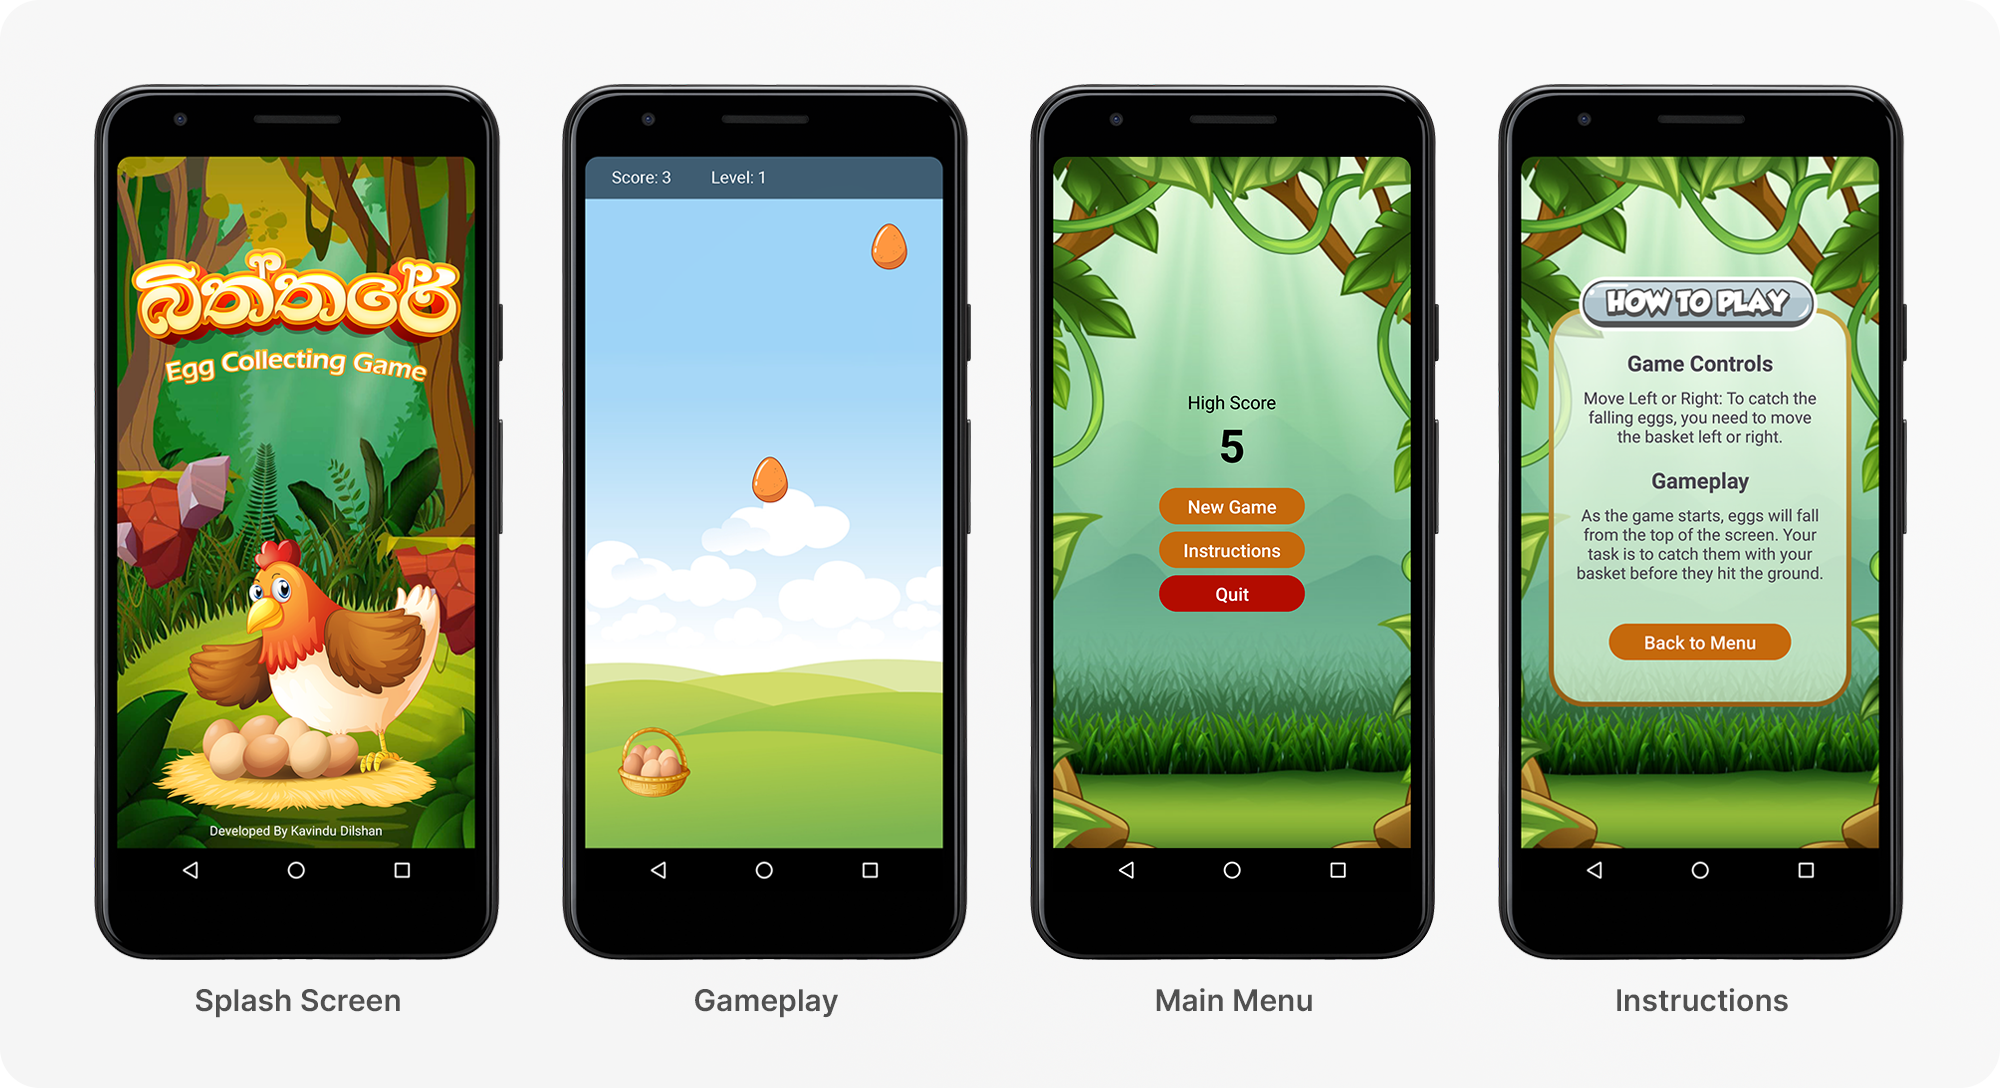 බිත්තරේ
Egg Collecting Game
Developed By Kavindu Dilshan
Splash Screen
Score: 3 Level: 1
Gameplay
High Score
5
New Game
Instructions
Quit
Main Menu
HOW TO PLAY
Game Controls
Move Left or Right: To catch the
falling eggs, you need to move
the basket left or right.
Gameplay
As the game starts, eggs will fall
from the top of the screen. Your
task is to catch them with your
basket before they hit the ground.
Back to Menu
Instructions